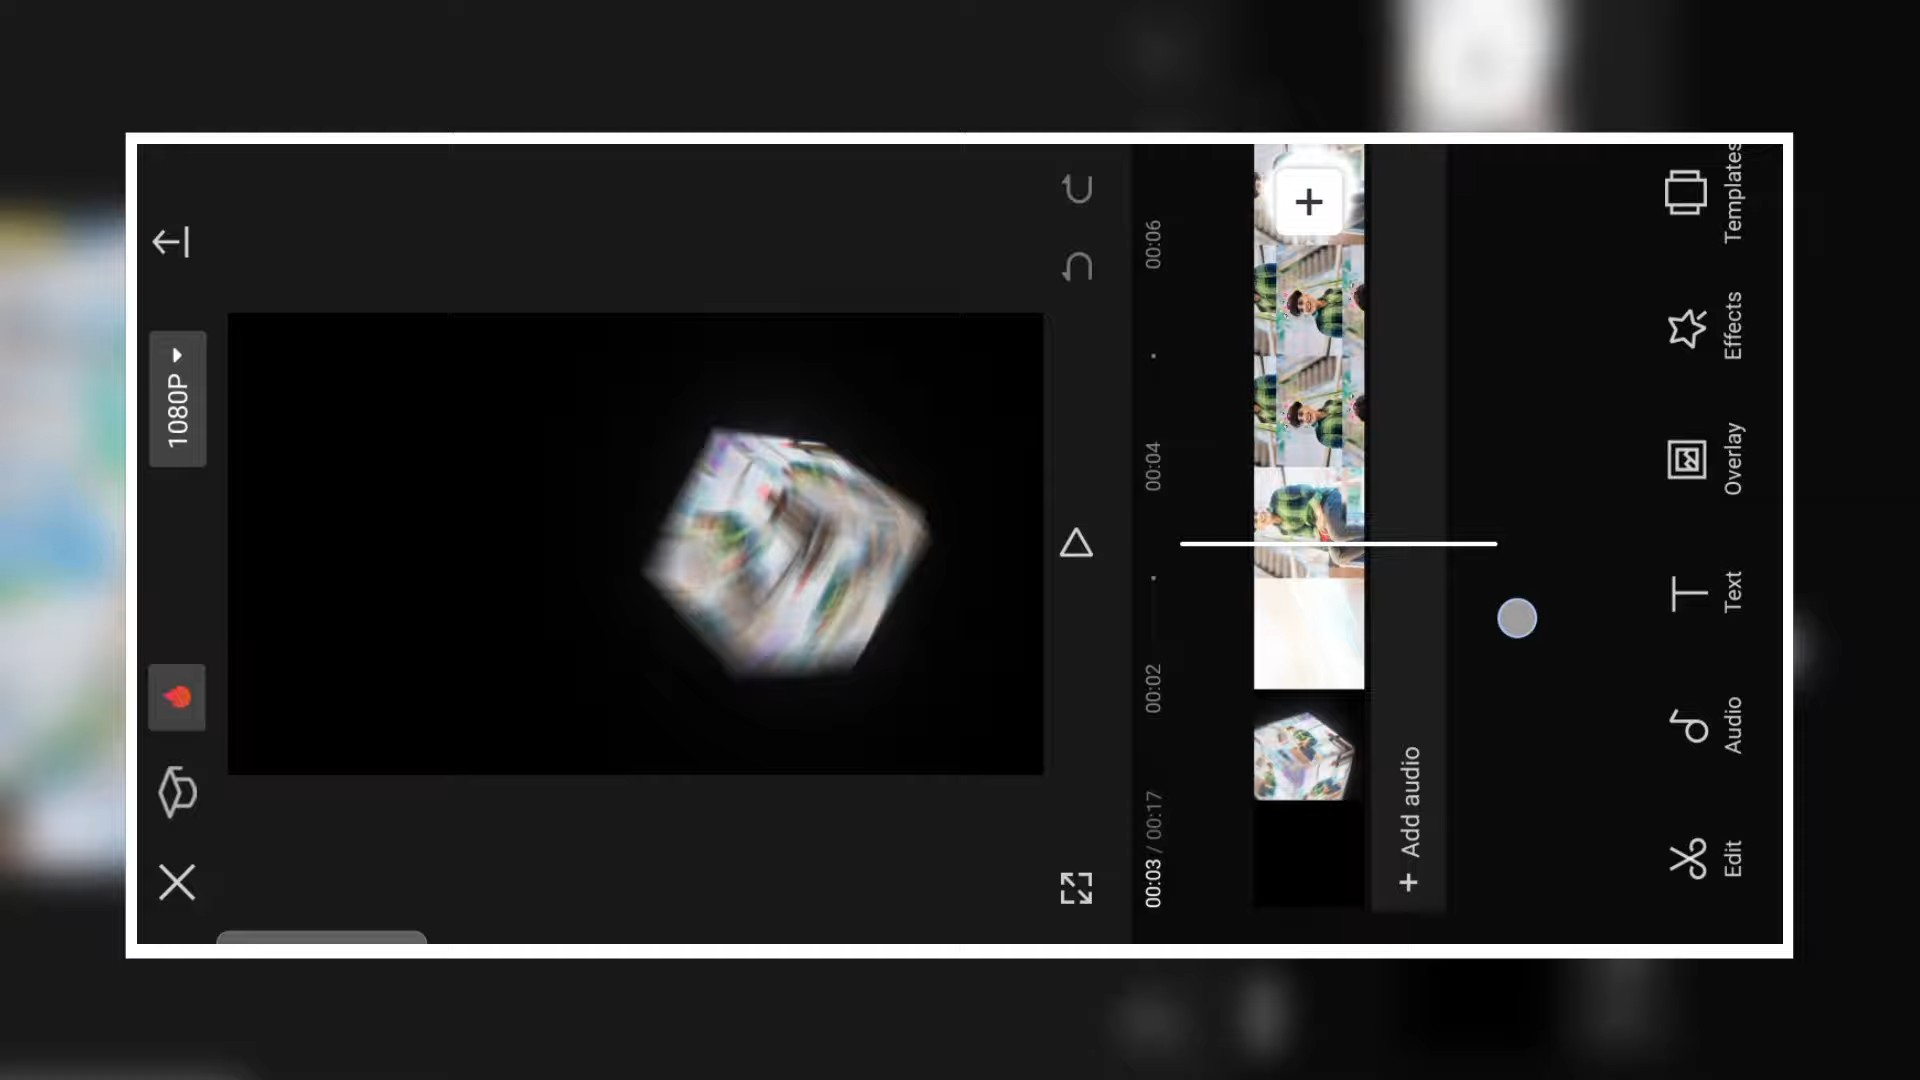 1080P
00:03 / 00:17
00:02
00:04
00:06
+ Add audio
Edit
Audio
Text
Overlay
Effects
Templates